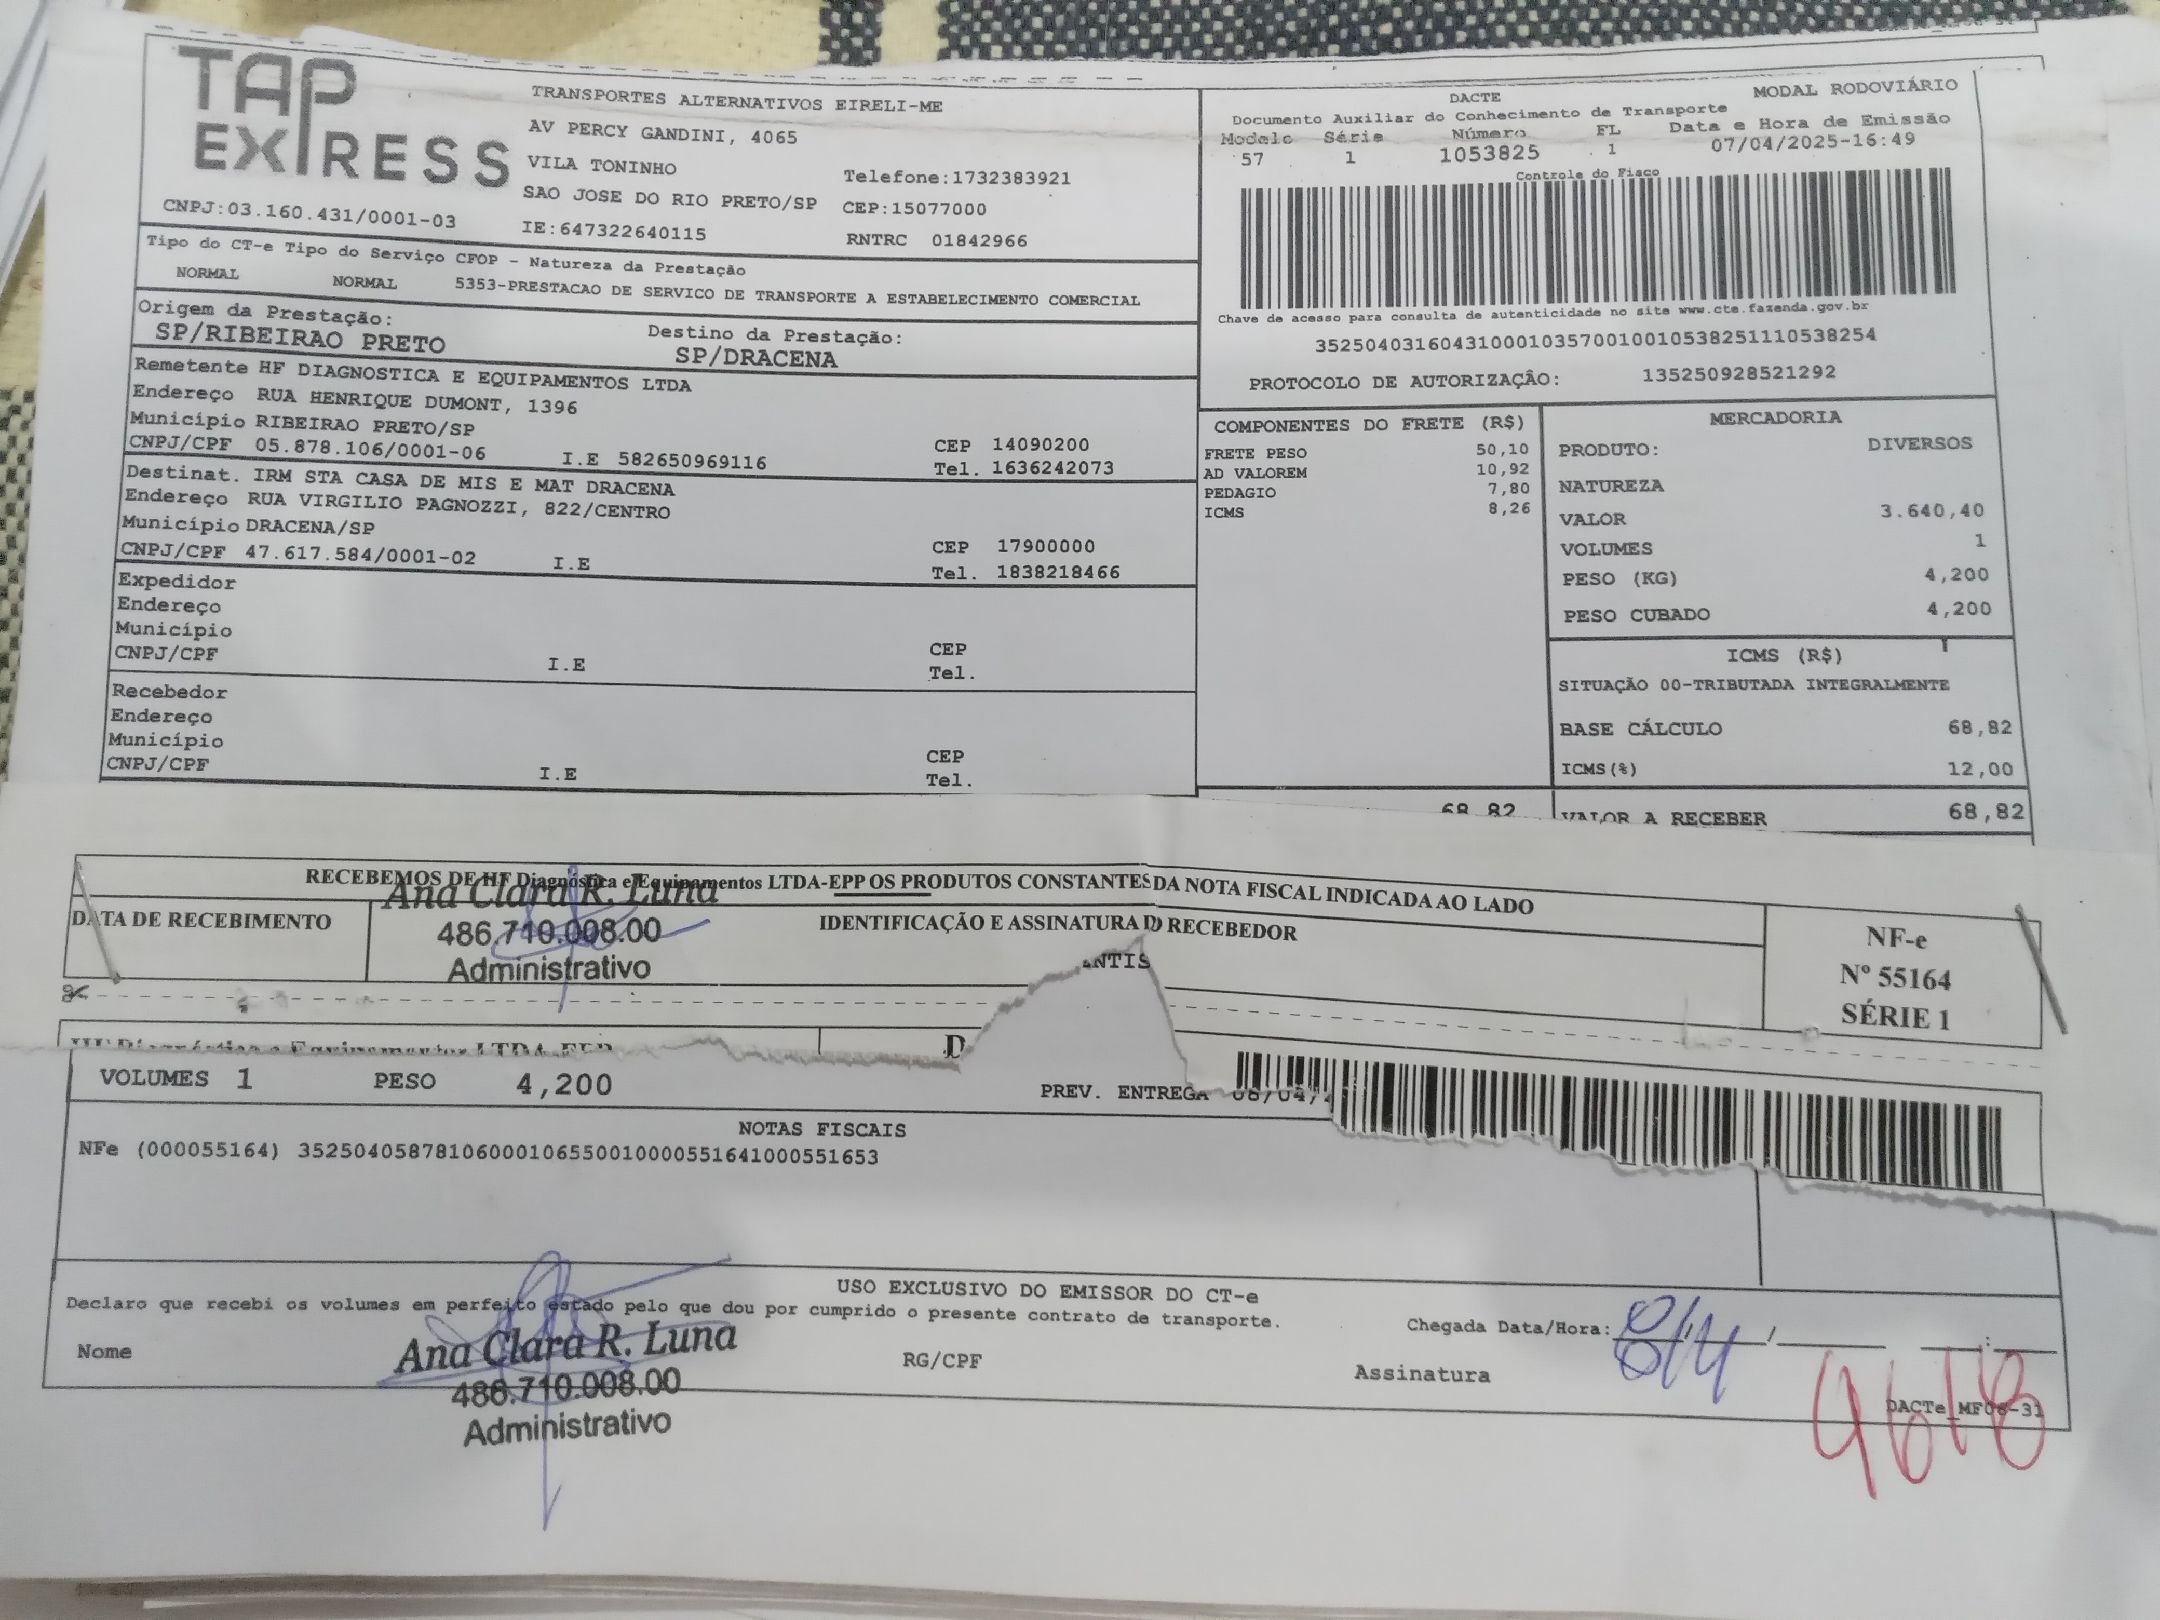 TAP EXPRESS
TRANSPORTES ALTERNATIVOS EIRELI-ME
AV PERCY GANDINI, 4065
VILA TONINHO
Telefone:1732383921
SAO JOSE DO RIO PRETO/SP CEP:15077000
CNPJ:03.160.431/0001-03
IE:647322640115
RNTRC 01842966
Tipo do CT-e Tipo do Serviço CFOP - Natureza da Prestação
NORMAL NORMAL 5353-PRESTACAO DE SERVICO DE TRANSPORTE A ESTABELECIMENTO COMERCIAL
Origem da Prestação:
SP/RIBEIRAO PRETO
Destino da Prestação:
SP/DRACENA
Remetente HF DIAGNOSTICA E EQUIPAMENTOS LTDA
Endereço RUA HENRIQUE DUMONT, 1396
Município RIBEIRAO PRETO/SP
CEP 14090200
CNPJ/CPF 05.878.106/0001-06 I.E 582650969116 Tel. 1636242073
Destinat. IRM STA CASA DE MIS E MAT DRACENA
Endereço RUA VIRGILIO PAGNOZZI, 822/CENTRO
Município DRACENA/SP
CEP 17900000
CNPJ/CPF 47.617.584/0001-02 I.E Tel. 1838218466
Expedidor
Endereço
Município
CEP
CNPJ/CPF I.E Tel.
Recebedor
Endereço
Município
CEP
CNPJ/CPF I.E Tel.
DACTE
MODAL RODOVIÁRIO
Documento Auxiliar do Conhecimento de Transporte
Modelo Série Número FL Data e Hora de Emissão
57 1 1053825 1 07/04/2025-16:49
Controle do Fisco
Chave de acesso para consulta de autenticidade no site www.cte.fazenda.gov.br
35250403160431000103570010010538251110538254
PROTOCOLO DE AUTORIZAÇÃO: 135250928521292
COMPONENTES DO FRETE (R$)
FRETE PESO 50,10
AD VALOREM 10,92
PEDAGIO 7,80
ICMS 8,26
MERCADORIA
PRODUTO: DIVERSOS
NATUREZA
VALOR 3.640,40
VOLUMES 1
PESO (KG) 4,200
PESO CUBADO 4,200
ICMS (R$)
SITUAÇÃO 00-TRIBUTADA INTEGRALMENTE
BASE CÁLCULO 68,82
ICMS(%) 12,00
68,82 VALOR A RECEBER 68,82
RECEBEMOS DE HF Diagnóstica e Equipamentos LTDA-EPP OS PRODUTOS CONSTANTES DA NOTA FISCAL INDICADA AO LADO
DATA DE RECEBIMENTO
IDENTIFICAÇÃO E ASSINATURA DO RECEBEDOR
Ana Clara R. Luna
486.710.008.00
Administrativo
NF-e
Nº 55164
SÉRIE 1
ANTIS
HF Diagnóstica e Equipamentos LTDA-EPP
D
VOLUMES 1 PESO 4,200 PREV. ENTREGA 08/04/
NOTAS FISCAIS
NFe (000055164) 35250405878106000106550010000551641000551653
USO EXCLUSIVO DO EMISSOR DO CT-e
Declaro que recebi os volumes em perfeito estado pelo que dou por cumprido o presente contrato de transporte.
Chegada Data/Hora: 8/4 / :
Nome
RG/CPF
Assinatura
Ana Clara R. Luna
486.710.008.00
Administrativo
DACTe_MF06-31